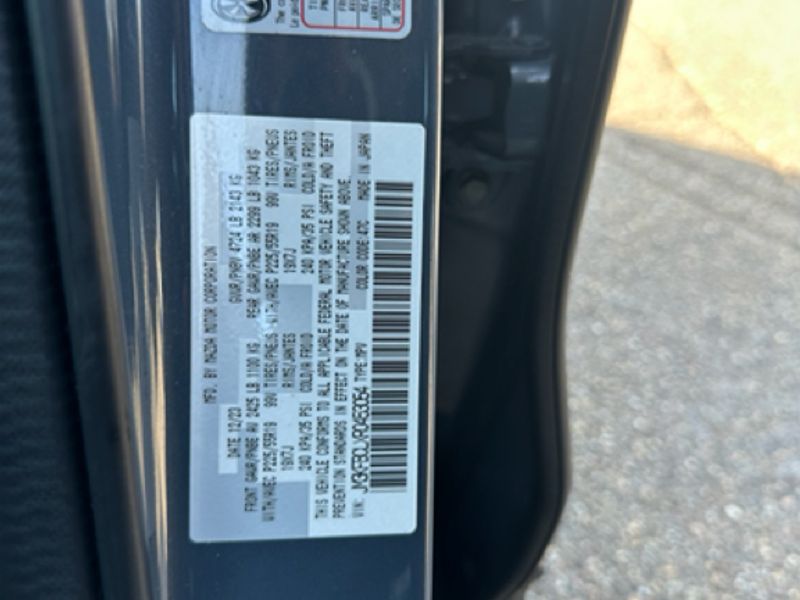 MFD. BY MAZDA MOTOR CORPORATION
DATE 12/23 GVWR/PNBV 4724 LB 2143 KG
FRONT GAWR/PNBE AV 2425 LB 1100 KG REAR GAWR/PNBE AR 2299 LB 1043 KG
WITH/AVEC P225/55R19 99V TIRES/PNEUS WITH/AVEC P225/55R19 99V TIRES/PNEUS
19X7J RIMS/JANTES 19X7J RIMS/JANTES
240 KPA/35 PSI COLD/A FROID 240 KPA/35 PSI COLD/A FROID
THIS VEHICLE CONFORMS TO ALL APPLICABLE FEDERAL MOTOR VEHICLE SAFETY AND THEFT
PREVENTION STANDARDS IN EFFECT ON THE DATE OF MANUFACTURE SHOWN ABOVE.
VIN: TYPE:MPV COLOR CODE:47C MADE IN JAPAN